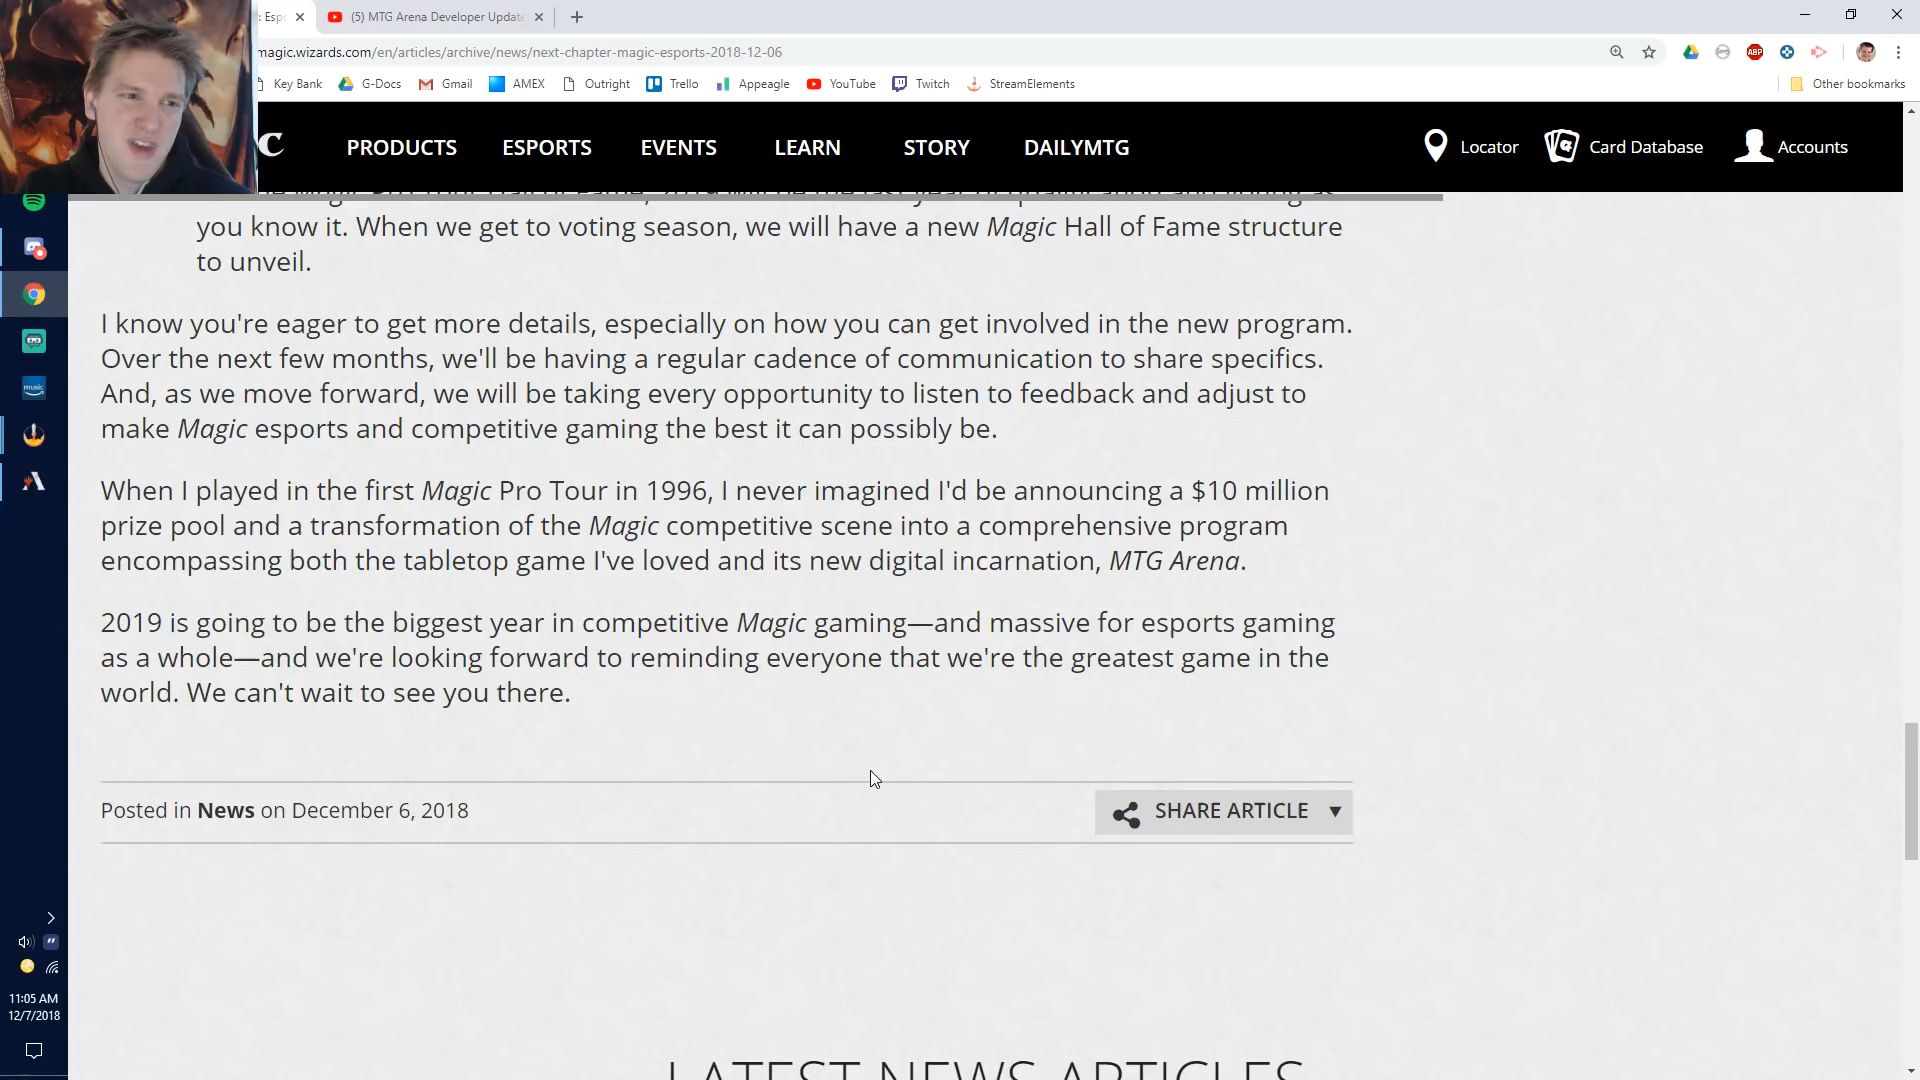 (5) MTG Arena Developer Update
magic.wizards.com/en/articles/archive/news/next-chapter-magic-esports-2018-12-06
Key Bank G-Docs Gmail AMEX Outright Trello Appeagle YouTube Twitch StreamElements Other bookmarks
PRODUCTS ESPORTS EVENTS LEARN STORY DAILYMTG Locator Card Database Accounts
you know it. When we get to voting season, we will have a new Magic Hall of Fame structure
to unveil.
I know you're eager to get more details, especially on how you can get involved in the new program.
Over the next few months, we'll be having a regular cadence of communication to share specifics.
And, as we move forward, we will be taking every opportunity to listen to feedback and adjust to
make Magic esports and competitive gaming the best it can possibly be.
When I played in the first Magic Pro Tour in 1996, I never imagined I'd be announcing a $10 million
prize pool and a transformation of the Magic competitive scene into a comprehensive program
encompassing both the tabletop game I've loved and its new digital incarnation, MTG Arena.
2019 is going to be the biggest year in competitive Magic gaming—and massive for esports gaming
as a whole—and we're looking forward to reminding everyone that we're the greatest game in the
world. We can't wait to see you there.
Posted in News on December 6, 2018
SHARE ARTICLE
music
ABP
11:05 AM
12/7/2018
LATEST NEWS ARTICLES